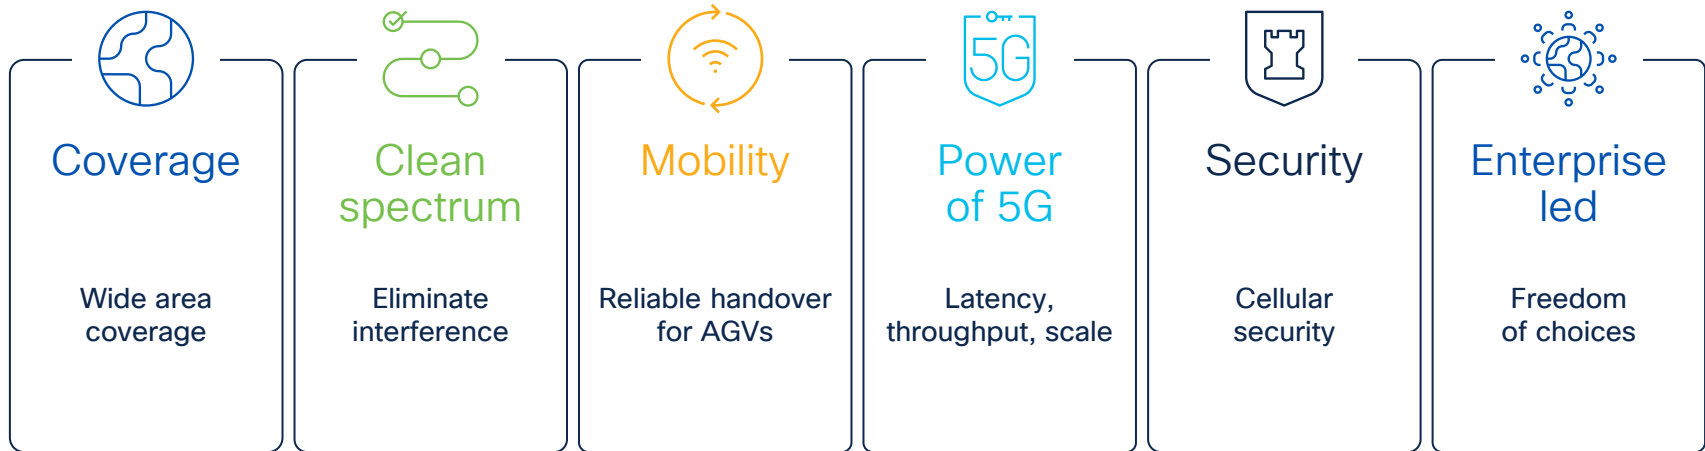 Coverage
Wide area
coverage
Clean
spectrum
Eliminate
interference
Mobility
Reliable handover
for AGVs
5G
Power
of 5G
Latency,
throughput, scale
Security
Cellular
security
Enterprise
led
Freedom
of choices